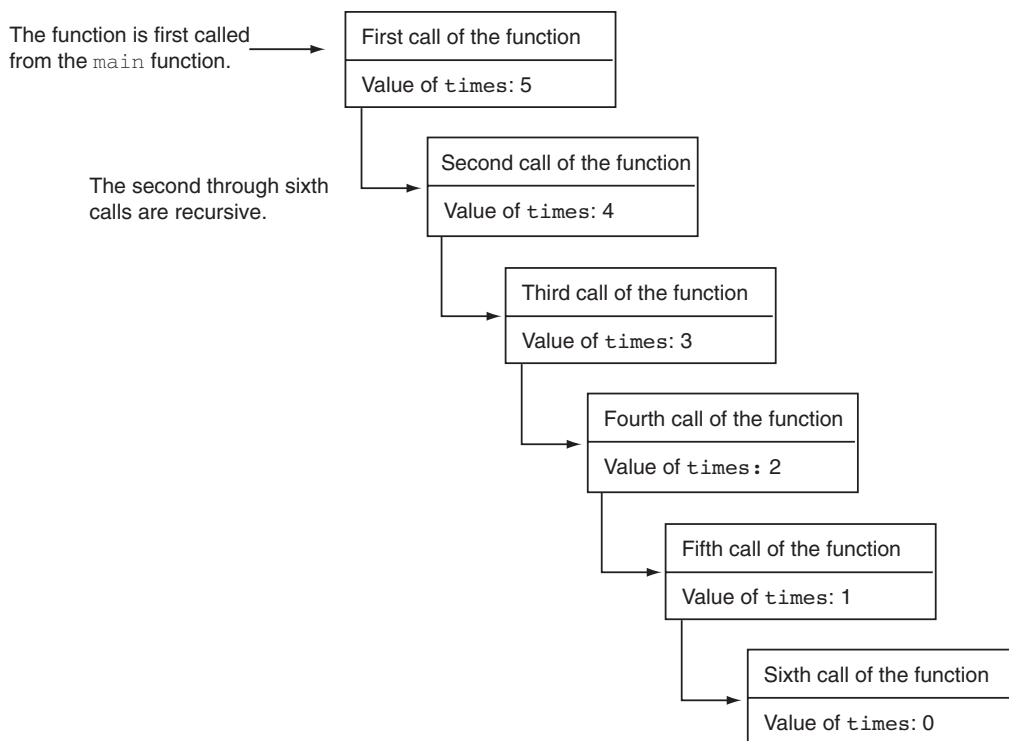 The function is first called
from the main function.
First call of the function
Value of times: 5
Second call of the function
Value of times: 4
The second through sixth
calls are recursive.
Third call of the function
Value of times: 3
Fourth call of the function
Value of times: 2
Fifth call of the function
Value of times: 1
Sixth call of the function
Value of times: 0